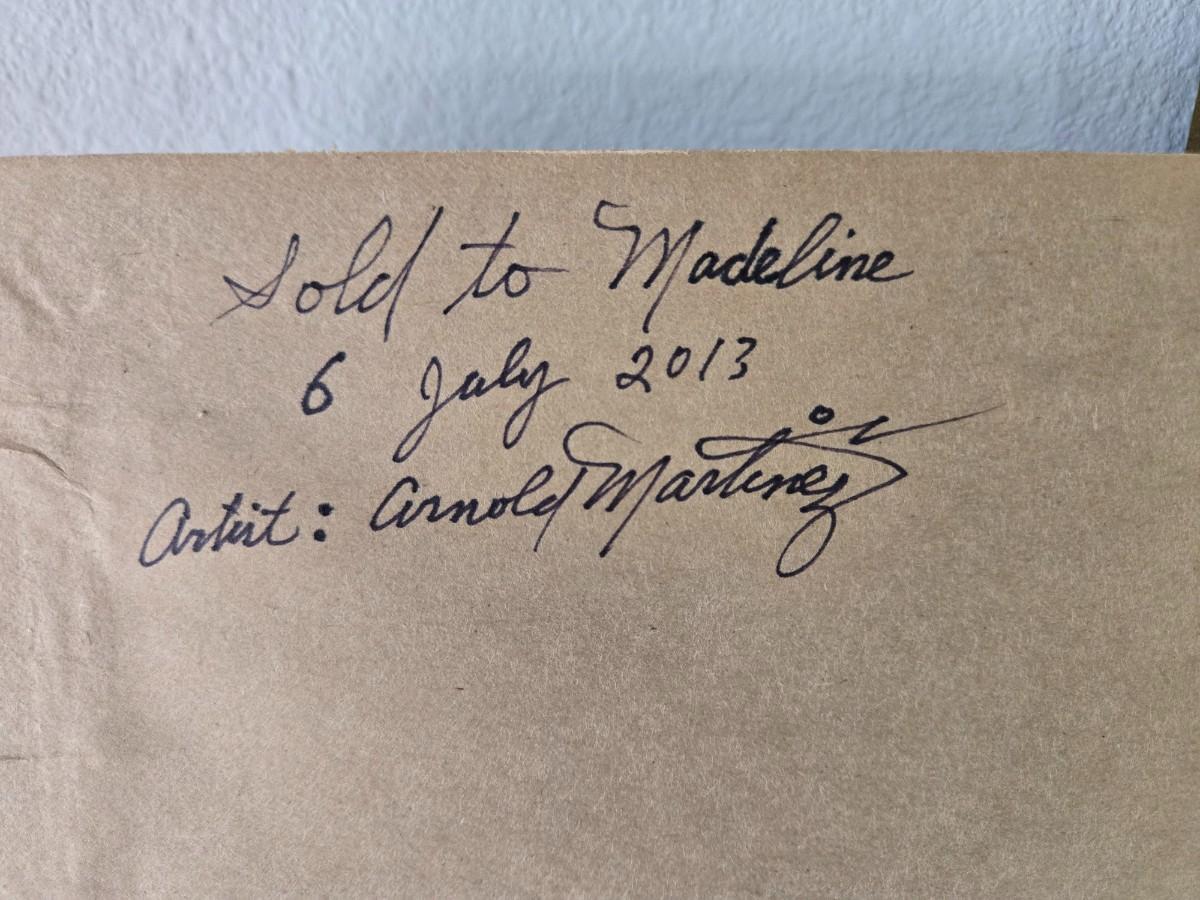 Sold to Madeline
6 July 2013
Artist: Arnold Martinez